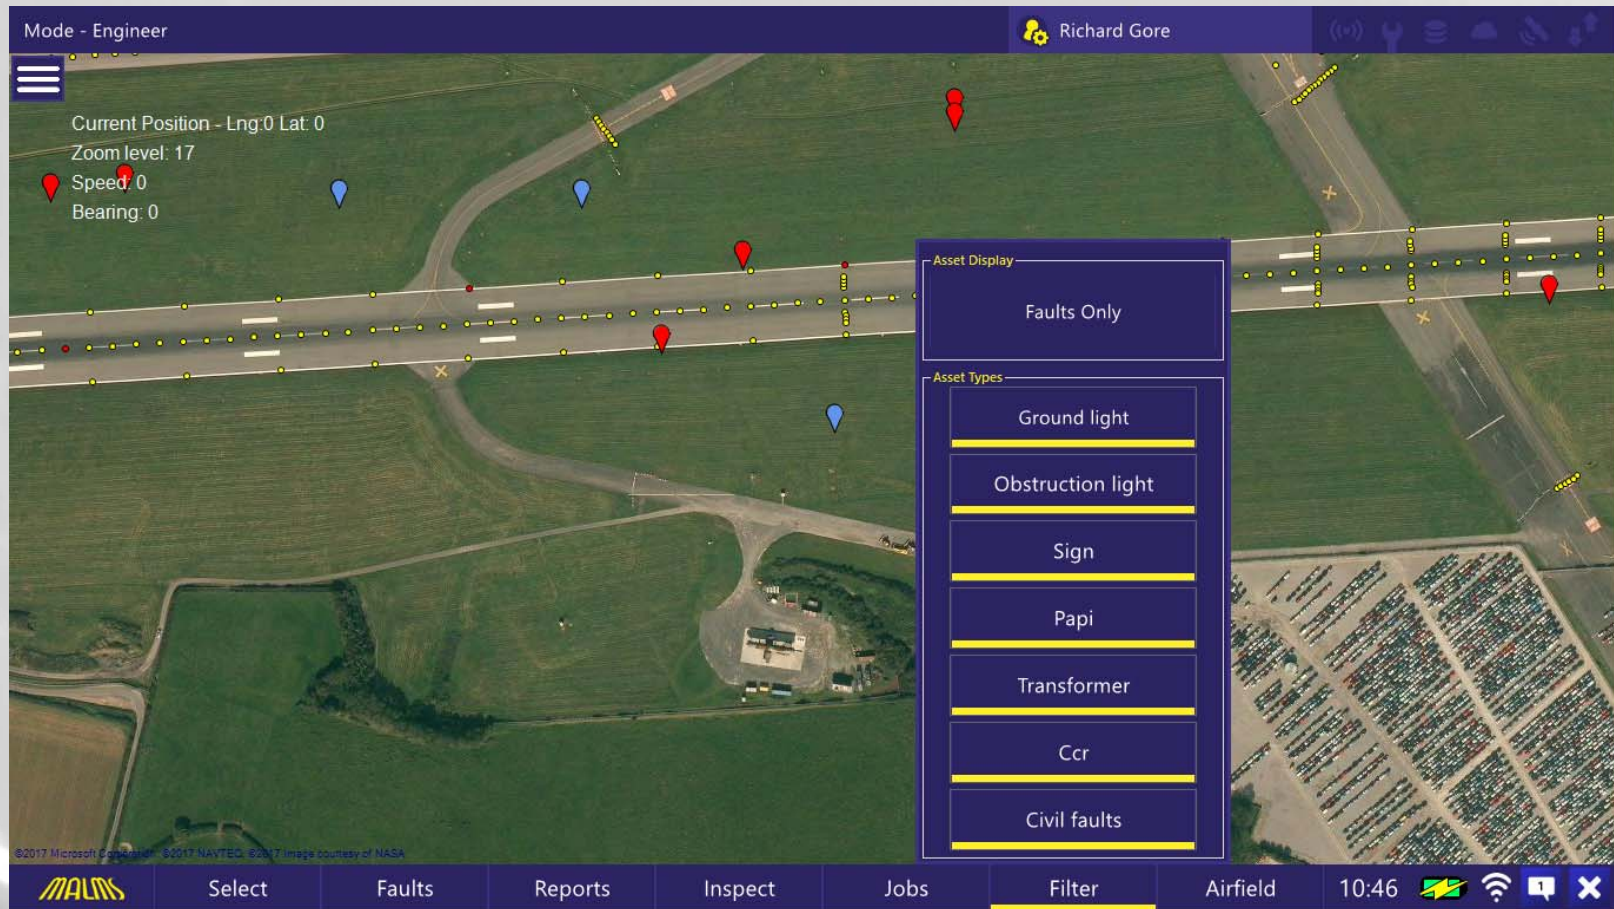 Mode - Engineer
Richard Gore
Current Position - Lng:0 Lat: 0
Zoom level: 17
Speed: 0
Bearing: 0
Asset Display
Faults Only
Asset Types
Ground light
Obstruction light
Sign
Papi
Transformer
Ccr
Civil faults
©2017 Microsoft Corporation ©2017 NAVTEQ, ©2017 Image courtesy of NASA
MALMS Select Faults Reports Inspect Jobs Filter Airfield 10:46 1